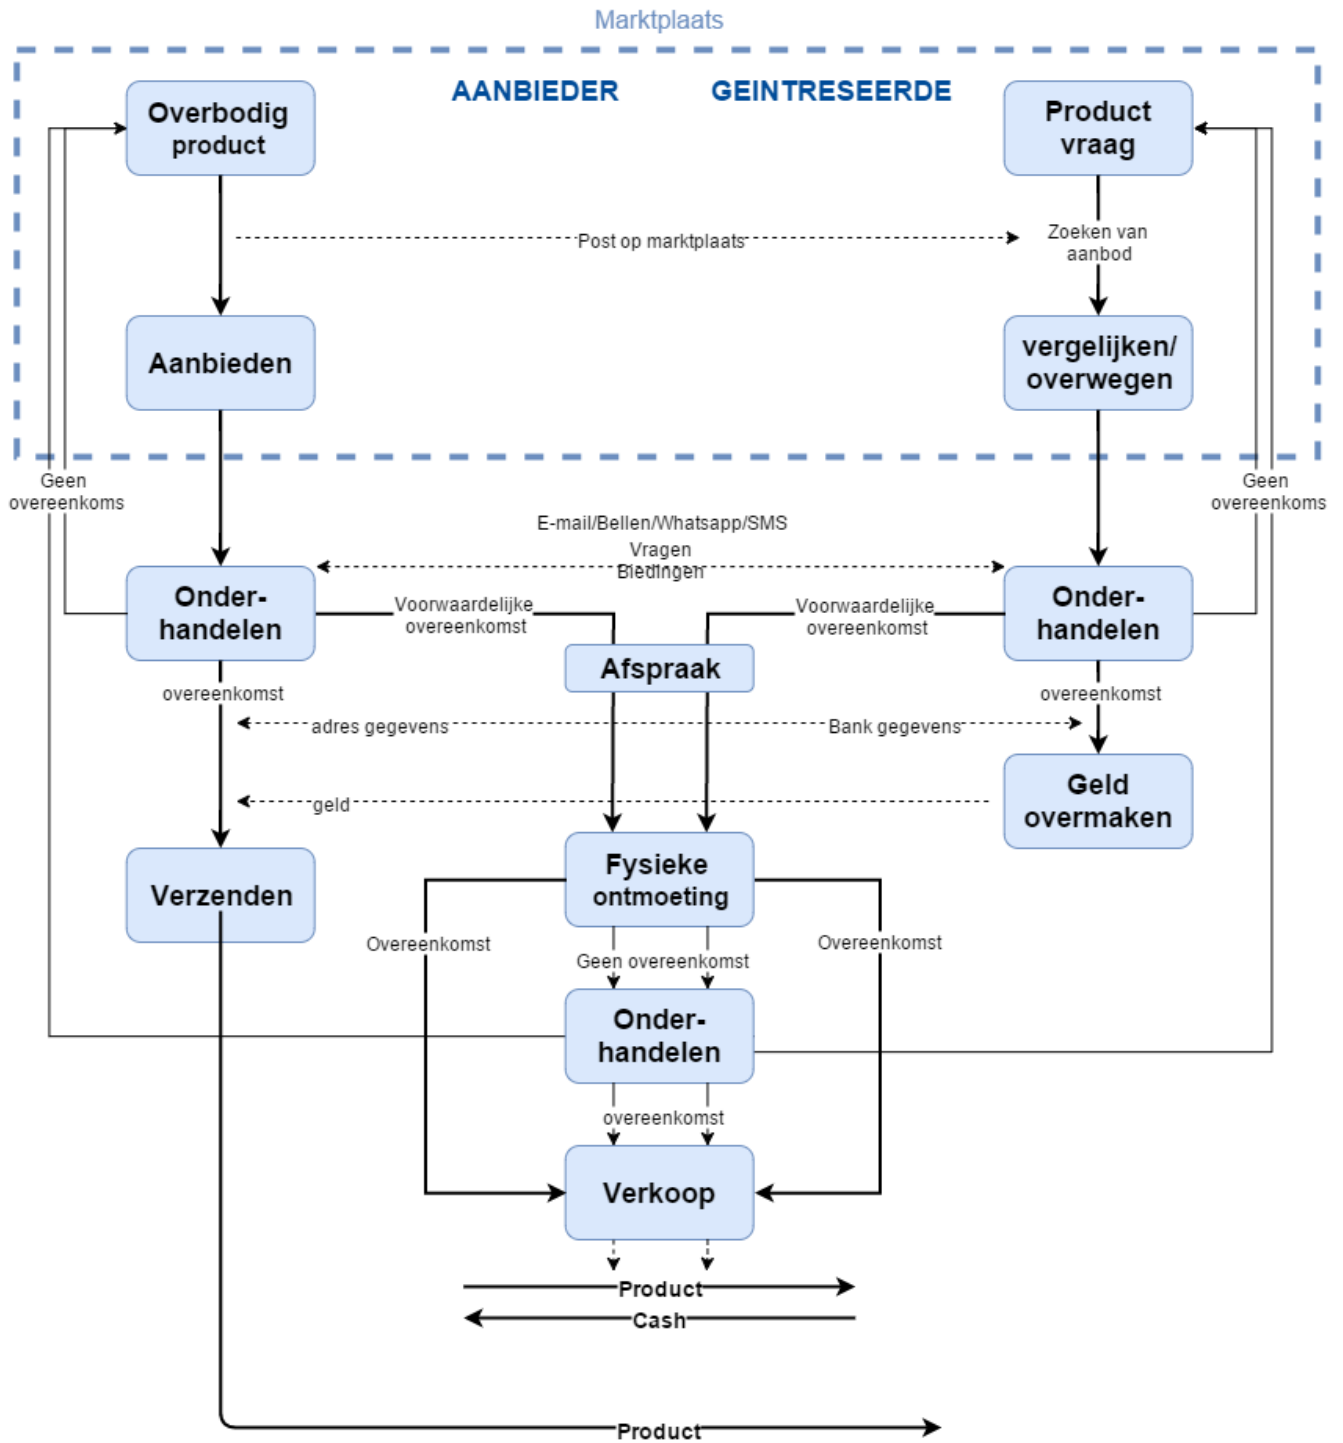 Marktplaats
AANBIEDER
GEINTRESEERDE
Overbodig
product
Product
vraag
Post op marktplaats
Zoeken van
aanbod
Aanbieden
vergelijken/
overwegen
Geen
overeenkoms
Geen
overeenkoms
E-mail/Bellen/Whatsapp/SMS
Vragen
Biedingen
Onder-
handelen
Voorwaardelijke
overeenkomst
Voorwaardelijke
overeenkomst
Onder-
handelen
Afspraak
overeenkomst
overeenkomst
adres gegevens
Bank gegevens
Geld
overmaken
geld
Verzenden
Fysieke
ontmoeting
Overeenkomst
Overeenkomst
Geen overeenkomst
Onder-
handelen
overeenkomst
Verkoop
Product
Cash
Product